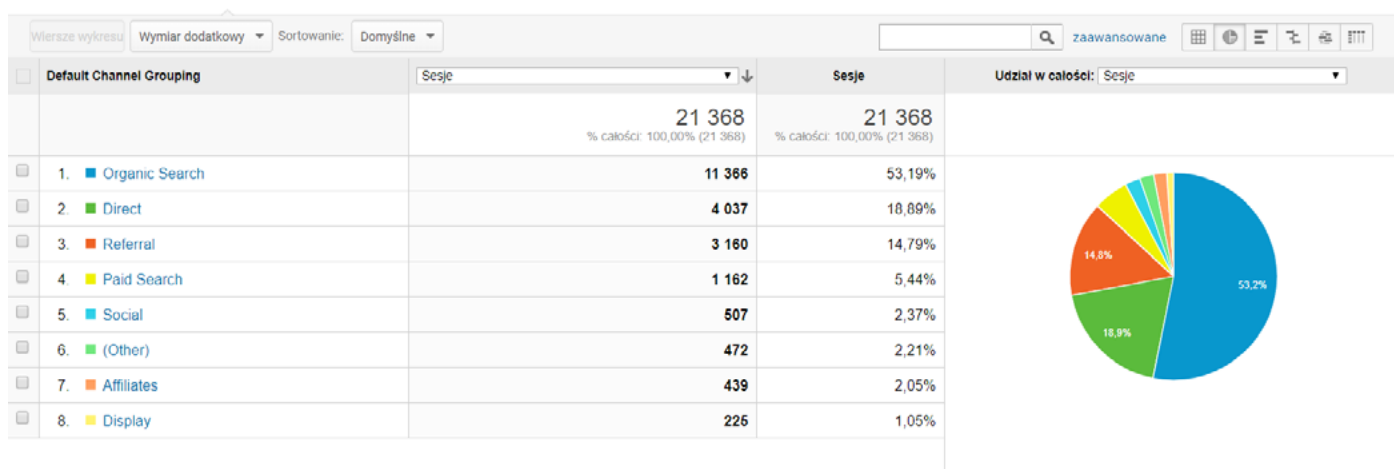 Wiersze wykresu Wymiar dodatkowy Sortowanie: Domyślne zaawansowane
Default Channel Grouping Sesje Sesje Udział w całości: Sesje
21 368 21 368
% całości: 100,00% (21 368) % całości: 100,00% (21 368)
1. Organic Search 11 366 53,19%
2. Direct 4 037 18,89%
3. Referral 3 160 14,79%
4. Paid Search 1 162 5,44%
5. Social 507 2,37%
6. (Other) 472 2,21%
7. Affiliates 439 2,05%
8. Display 225 1,05%
14,8%
53,2%
18,9%